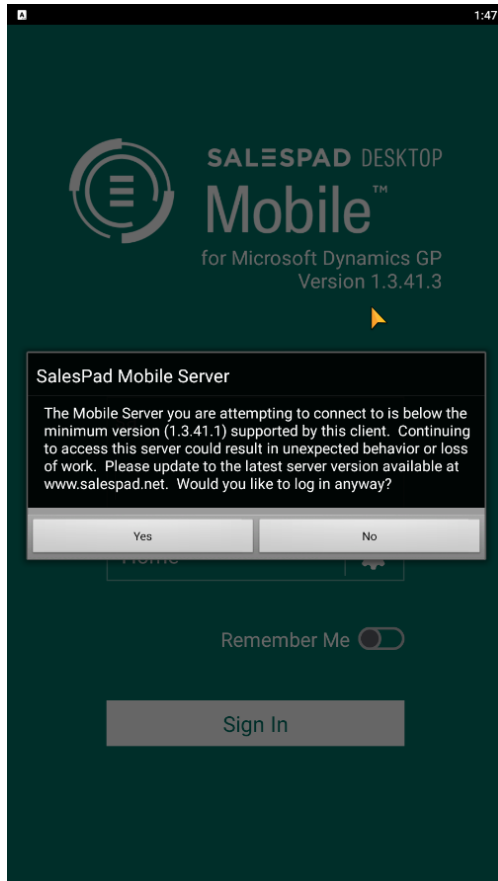 A
1:47
SALESPAD DESKTOP
Mobile™
for Microsoft Dynamics GP
Version 1.3.41.3
SalesPad Mobile Server
The Mobile Server you are attempting to connect to is below the
minimum version (1.3.41.1) supported by this client.  Continuing
to access this server could result in unexpected behavior or loss
of work.  Please update to the latest server version available at
www.salespad.net.  Would you like to log in anyway?
Yes
No
Home
Remember Me
Sign In